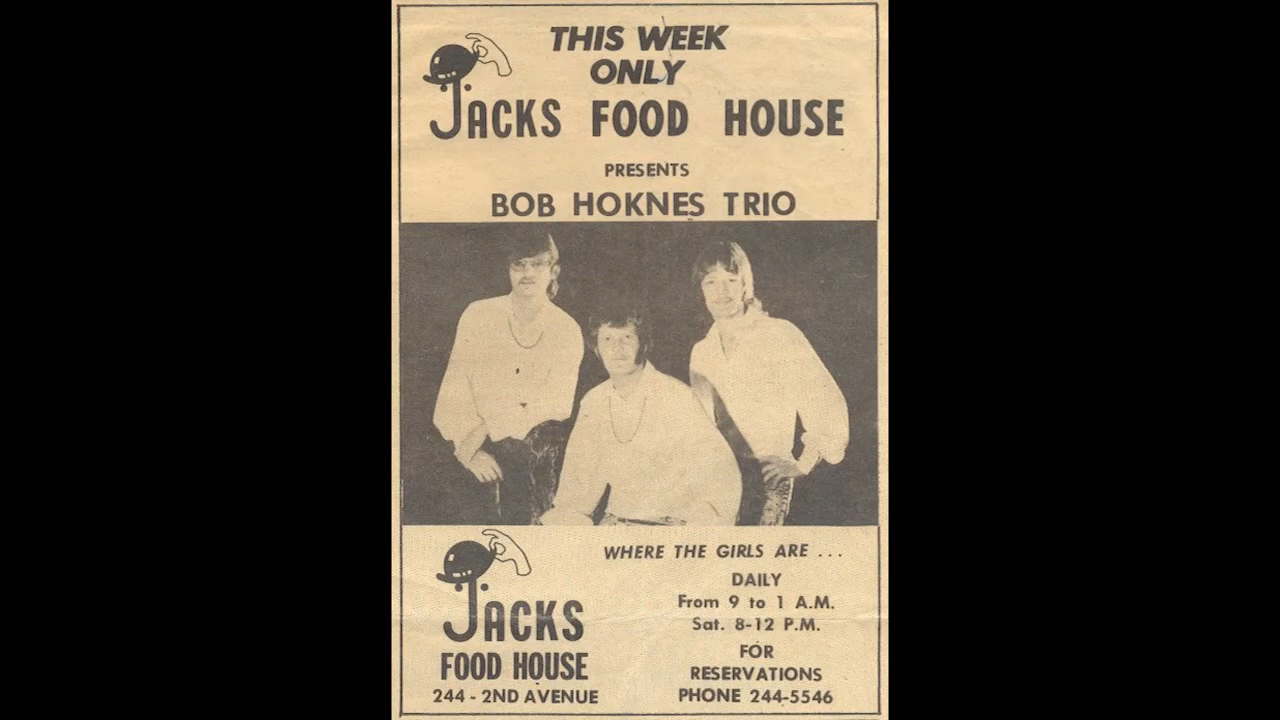 THIS WEEK
ONLY
JACKS FOOD HOUSE
PRESENTS
BOB HOKNES TRIO
WHERE THE GIRLS ARE ...
DAILY
From 9 to 1 A.M.
Sat. 8-12 P.M.
FOR
RESERVATIONS
PHONE 244-5546
JACKS
FOOD HOUSE
244 - 2ND AVENUE